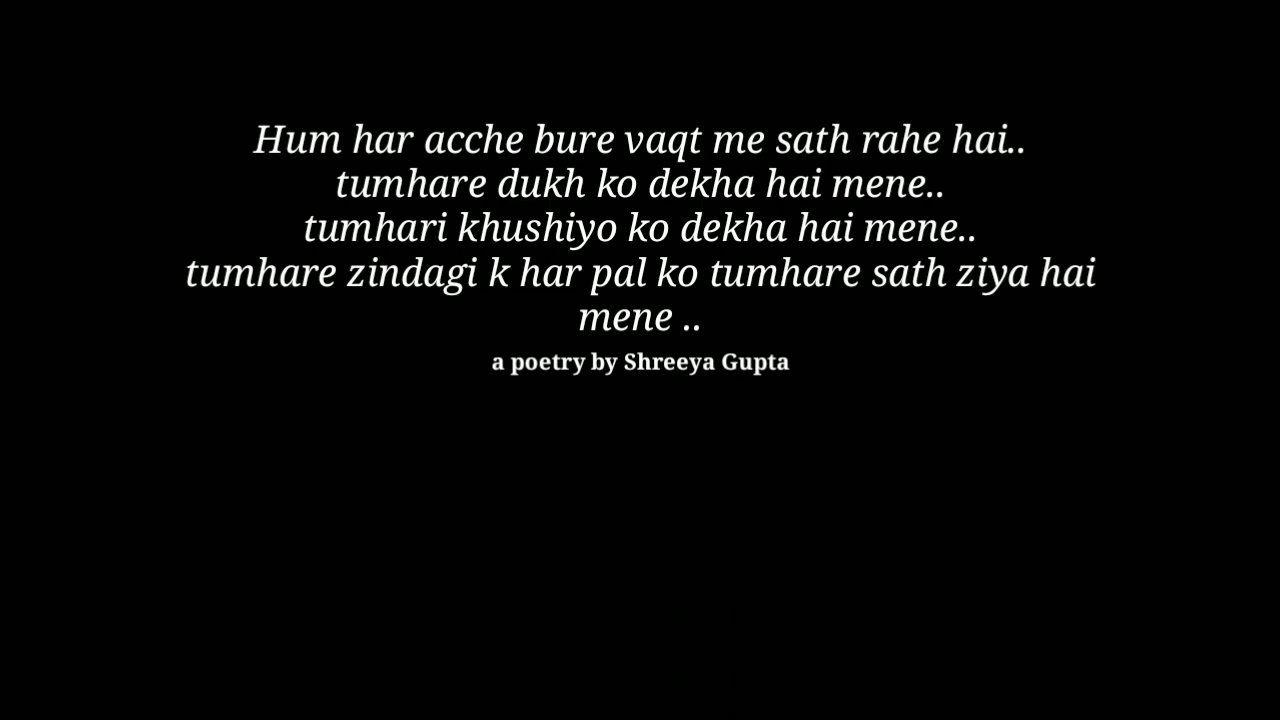 Hum har acche bure vaqt me sath rahe hai..
tumhare dukh ko dekha hai mene..
tumhari khushiyo ko dekha hai mene..
tumhare zindagi k har pal ko tumhare sath ziya hai
mene ..
a poetry by Shreeya Gupta